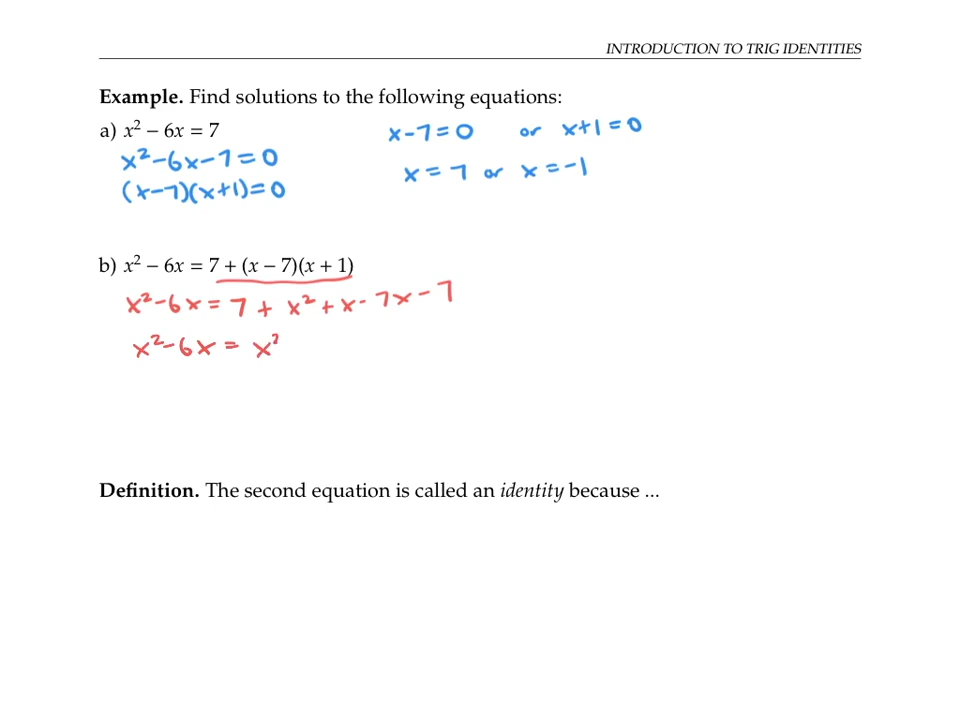 INTRODUCTION TO TRIG IDENTITIES
Example. Find solutions to the following equations:
a) x² − 6x = 7
x² − 6x − 7 = 0
(x − 7)(x + 1) = 0
x − 7 = 0 or x + 1 = 0
x = 7 or x = −1
b) x² − 6x = 7 + (x − 7)(x + 1)
x² − 6x = 7 + x² + x − 7x − 7
x² − 6x = x²
Definition. The second equation is called an identity because ...